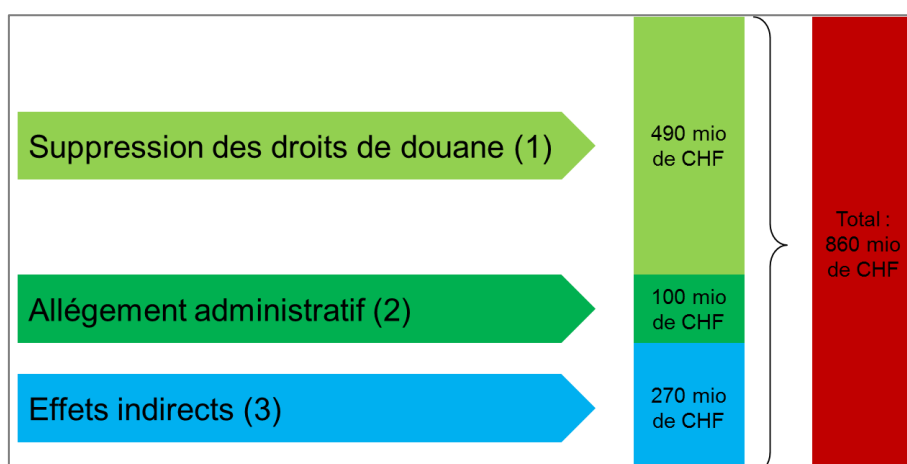 Suppression des droits de douane (1)
490 mio
de CHF
Allégement administratif (2)
100 mio
de CHF
Effets indirects (3)
270 mio
de CHF
Total :
860 mio
de CHF